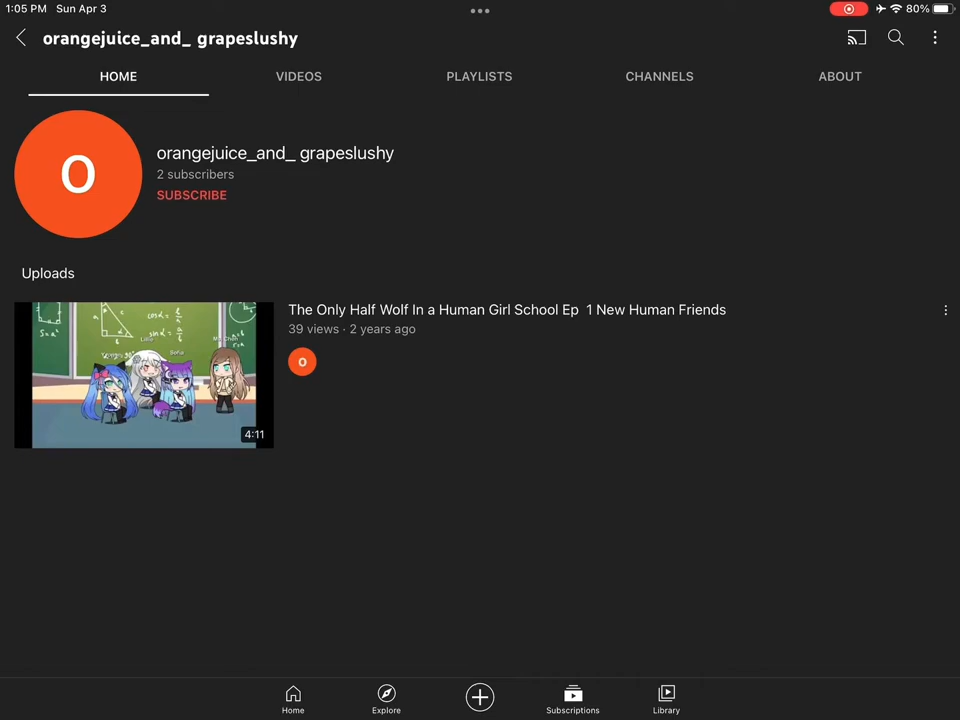 1:05 PM Sun Apr 3
80%
orangejuice_and_ grapeslushy
HOME VIDEOS PLAYLISTS CHANNELS ABOUT
O
orangejuice_and_ grapeslushy
2 subscribers
SUBSCRIBE
Uploads
The Only Half Wolf In a Human Girl School Ep 1 New Human Friends
39 views · 2 years ago
O
Sofia
4:11
Home Explore Subscriptions Library